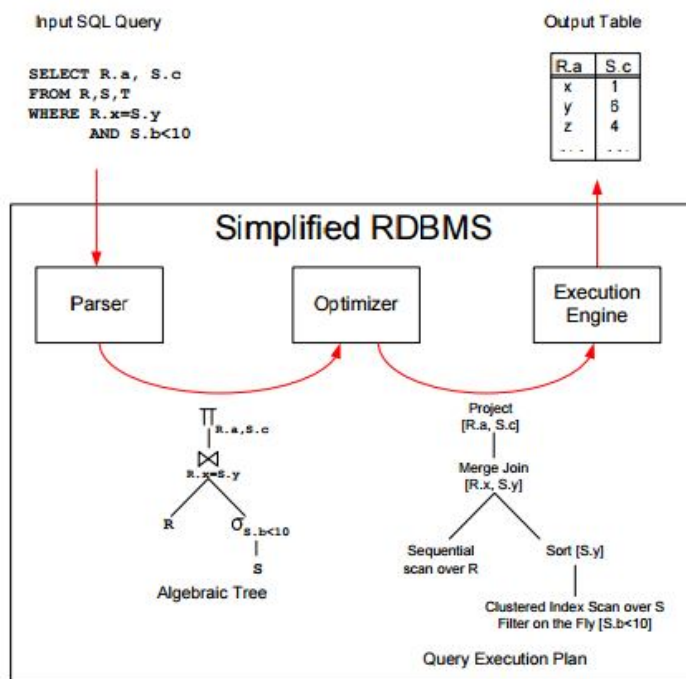 Input SQL Query
SELECT R.a, S.c
FROM R,S,T
WHERE R.x=S.y
AND S.b<10
Output Table
R.a S.c
x 1
y 6
z 4
... ...
Simplified RDBMS
Parser
Optimizer
Execution
Engine
Π R.a,S.c
⋈
R.x=S.y
R
σ S.b<10
S
Algebraic Tree
Project
[R.a, S.c]
Merge Join
[R.x, S.y]
Sequential
scan over R
Sort [S.y]
Clustered Index Scan over S
Filter on the Fly [S.b<10]
Query Execution Plan